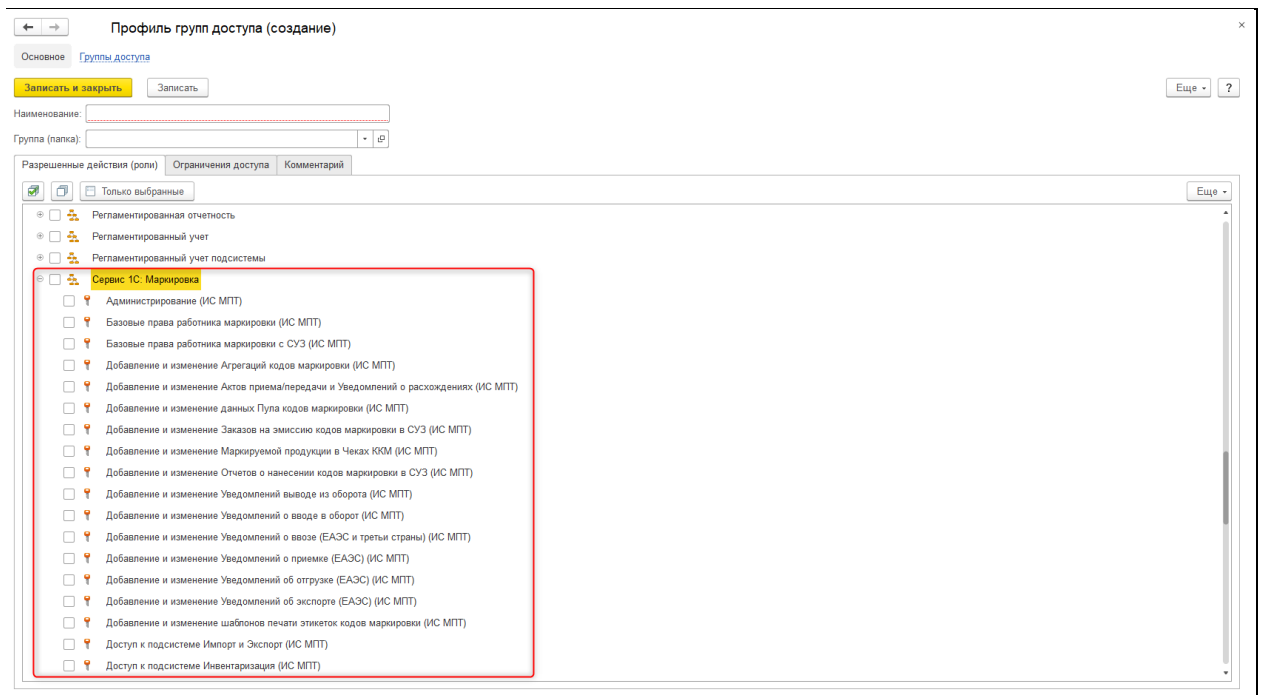 Профиль групп доступа (создание)
Основное Группы доступа
Записать и закрыть Записать Еще ?
Наименование:
Группа (папка):
Разрешенные действия (роли) Ограничения доступа Комментарий
Только выбранные Еще
Регламентированная отчетность
Регламентированный учет
Регламентированный учет подсистемы
Сервис 1С: Маркировка
Администрирование (ИС МПТ)
Базовые права работника маркировки (ИС МПТ)
Базовые права работника маркировки с СУЗ (ИС МПТ)
Добавление и изменение Агрегаций кодов маркировки (ИС МПТ)
Добавление и изменение Актов приема/передачи и Уведомлений о расхождениях (ИС МПТ)
Добавление и изменение данных Пула кодов маркировки (ИС МПТ)
Добавление и изменение Заказов на эмиссию кодов маркировки в СУЗ (ИС МПТ)
Добавление и изменение Маркируемой продукции в Чеках ККМ (ИС МПТ)
Добавление и изменение Отчетов о нанесении кодов маркировки в СУЗ (ИС МПТ)
Добавление и изменение Уведомлений выводе из оборота (ИС МПТ)
Добавление и изменение Уведомлений о вводе в оборот (ИС МПТ)
Добавление и изменение Уведомлений о ввозе (ЕАЭС и третьи страны) (ИС МПТ)
Добавление и изменение Уведомлений о приемке (ЕАЭС) (ИС МПТ)
Добавление и изменение Уведомлений об отгрузке (ЕАЭС) (ИС МПТ)
Добавление и изменение Уведомлений об экспорте (ЕАЭС) (ИС МПТ)
Добавление и изменение шаблонов печати этикеток кодов маркировки (ИС МПТ)
Доступ к подсистеме Импорт и Экспорт (ИС МПТ)
Доступ к подсистеме Инвентаризация (ИС МПТ)